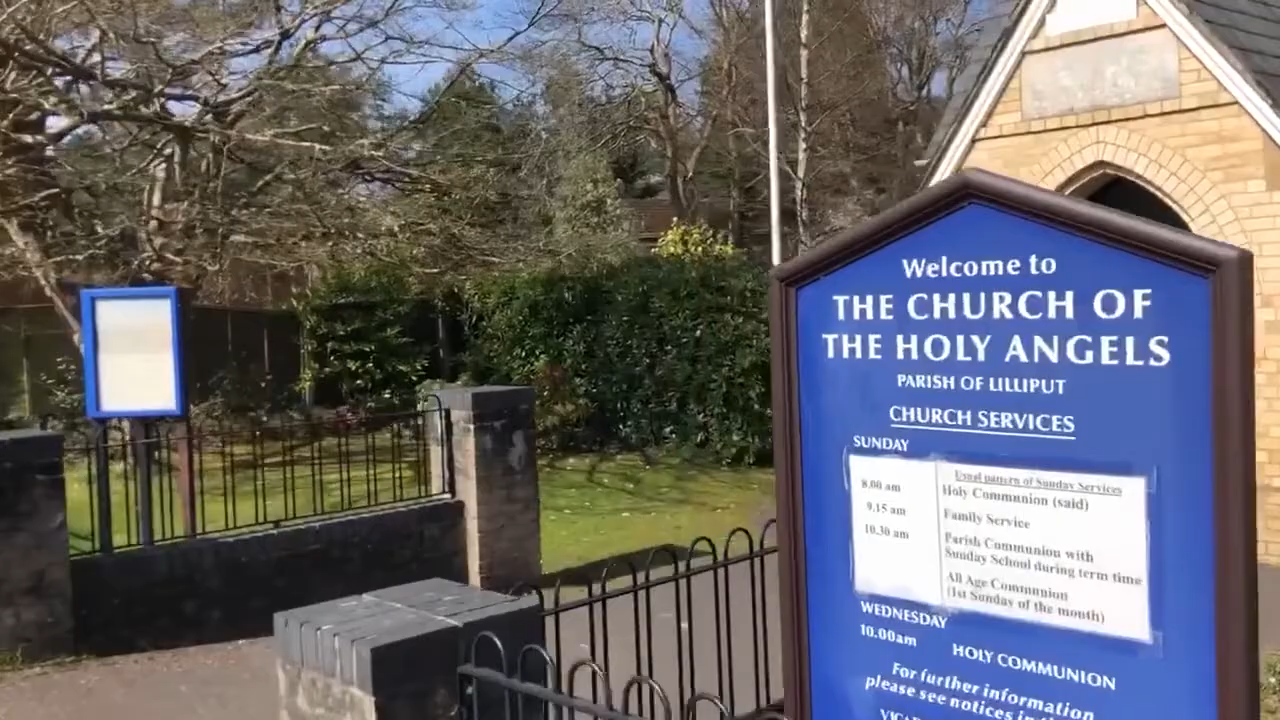 Welcome to
THE CHURCH OF
THE HOLY ANGELS
PARISH OF LILLIPUT
CHURCH SERVICES
SUNDAY
Usual pattern of Sunday Services
8.00 am Holy Communion (said)
9.15 am Family Service
10.30 am Parish Communion with
Sunday School during term time
All Age Communion
(1st Sunday of the month)
WEDNESDAY
10.00am HOLY COMMUNION
For further information
please see notices in